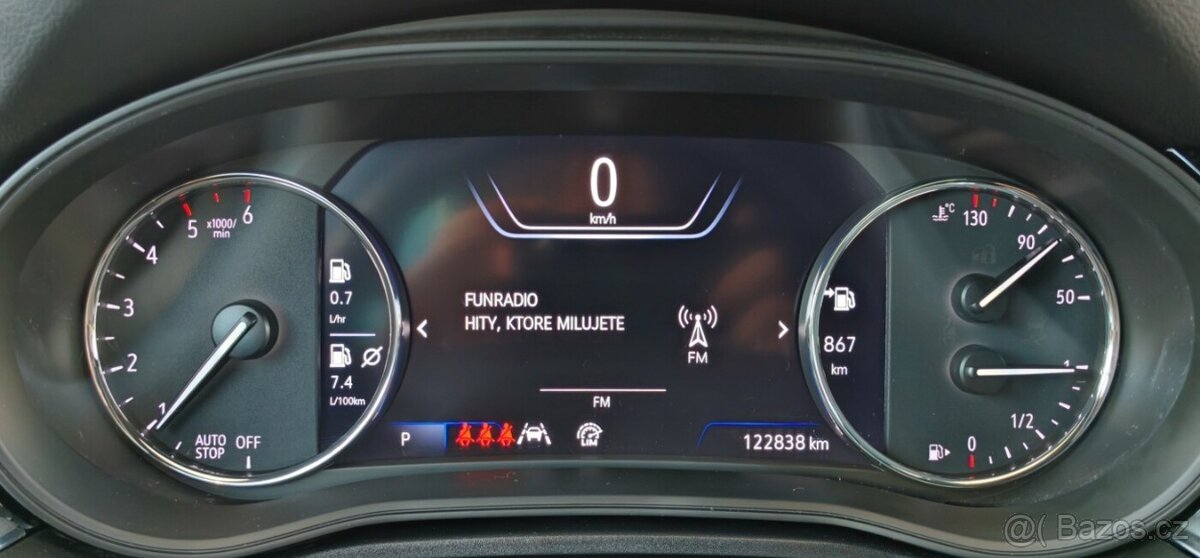 0
km/h
6
5
x1000/
min
4
3
2
1
AUTO
STOP
OFF
0.7
L/hr
7.4
L/100km
FUNRADIO
HITY, KTORE MILUJETE
FM
FM
P
122838 km
°C
130
90
50
867
km
1
1/2
0
@( Bazos.cz